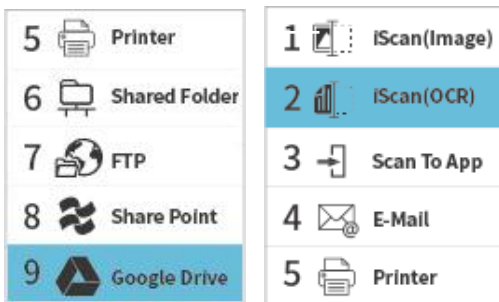 5 Printer
6 Shared Folder
7 FTP
8 Share Point
9 Google Drive
1 iScan(Image)
2 iScan(OCR)
3 Scan To App
4 E-Mail
5 Printer